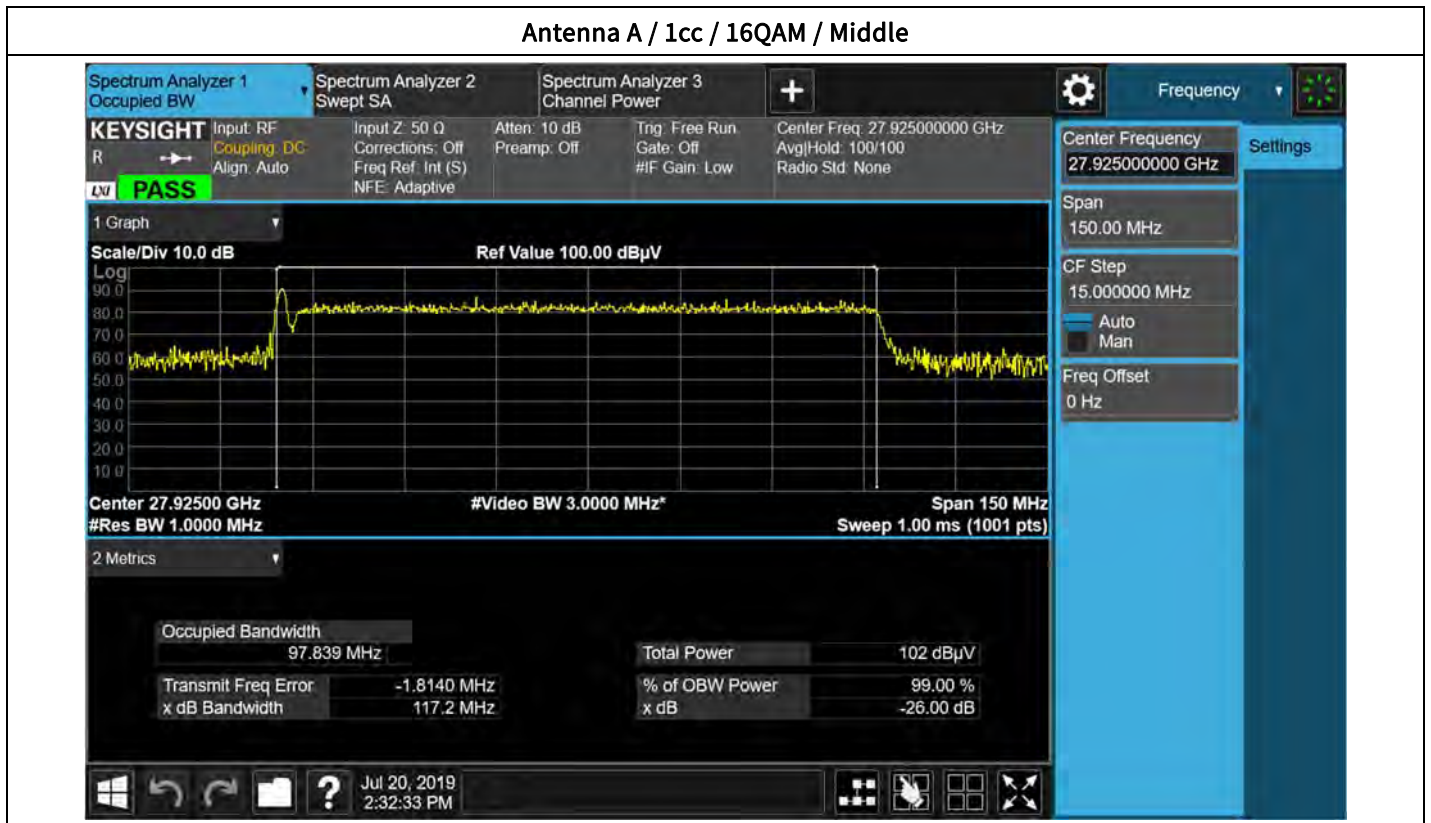 Antenna A / 1cc / 16QAM / Middle
Spectrum Analyzer 1
Occupied BW
Spectrum Analyzer 2
Swept SA
Spectrum Analyzer 3
Channel Power
Frequency
KEYSIGHT
R
LXI
PASS
Input: RF
Coupling: DC
Align: Auto
Input Z: 50 Ω
Corrections: Off
Freq Ref: Int (S)
NFE: Adaptive
Atten: 10 dB
Preamp: Off
Trig: Free Run
Gate: Off
#IF Gain: Low
Center Freq: 27.925000000 GHz
Avg|Hold: 100/100
Radio Std: None
Center Frequency
27.925000000 GHz
Settings
Span
150.00 MHz
CF Step
15.000000 MHz
Auto
Man
Freq Offset
0 Hz
1 Graph
Scale/Div 10.0 dB
Ref Value 100.00 dBµV
Log
90.0
80.0
70.0
60.0
50.0
40.0
30.0
20.0
10.0
Center 27.92500 GHz
#Video BW 3.0000 MHz*
Span 150 MHz
#Res BW 1.0000 MHz
Sweep 1.00 ms (1001 pts)
2 Metrics
Occupied Bandwidth
97.839 MHz
Total Power 102 dBµV
Transmit Freq Error -1.8140 MHz
% of OBW Power 99.00 %
x dB Bandwidth 117.2 MHz
x dB -26.00 dB
?
Jul 20, 2019
2:32:33 PM